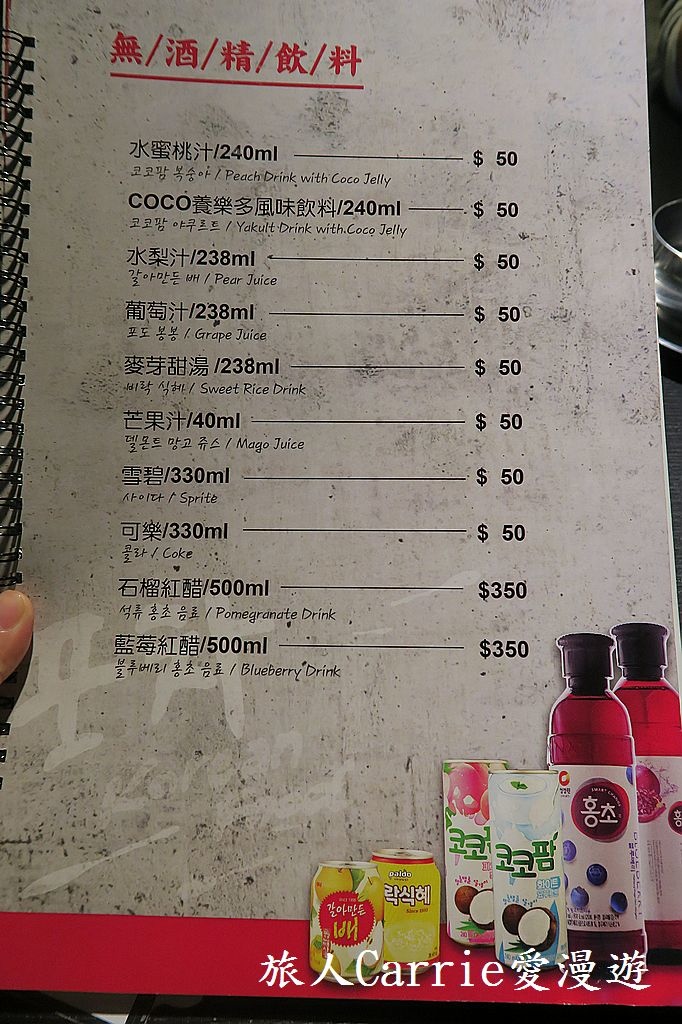 無/酒/精/飲/料
水蜜桃汁/240ml $ 50
코코팜 복숭아 / Peach Drink with Coco Jelly
COCO養樂多風味飲料/240ml $ 50
코코팜 야쿠르트 / Yakult Drink with Coco Jelly
水梨汁/238ml $ 50
갈아만든 배 / Pear Juice
葡萄汁/238ml $ 50
포도 봉봉 / Grape Juice
麥芽甜湯 /238ml $ 50
비락 식혜 / Sweet Rice Drink
芒果汁/40ml $ 50
델몬트 망고 쥬스 / Mago Juice
雪碧/330ml $ 50
사이다 / Sprite
可樂/330ml $ 50
콜라 / Coke
石榴紅醋/500ml $350
석류 홍초 음료 / Pomegranate Drink
藍莓紅醋/500ml $350
블루베리 홍초 음료 / Blueberry Drink
홍초
코코
코코팜
화이트
paldo
락식혜
갈아만든
배
旅人Carrie愛漫遊